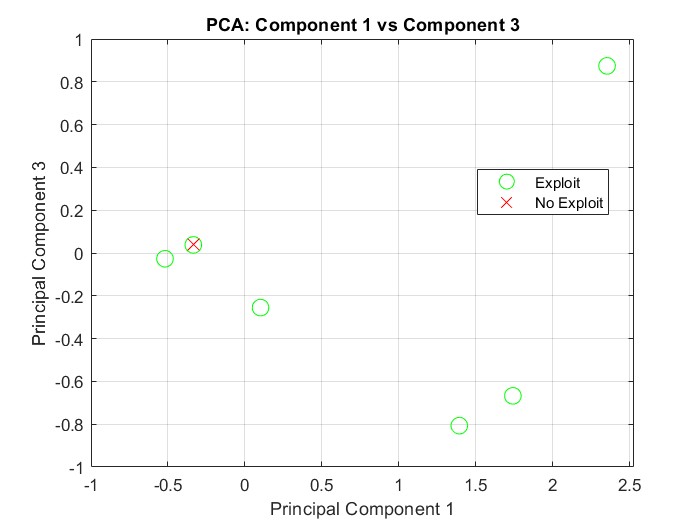 PCA: Component 1 vs Component 3
1
0.8
0.6
0.4
0.2
0
-0.2
-0.4
-0.6
-0.8
-1
Principal Component 3
Exploit
No Exploit
-1 -0.5 0 0.5 1 1.5 2 2.5
Principal Component 1